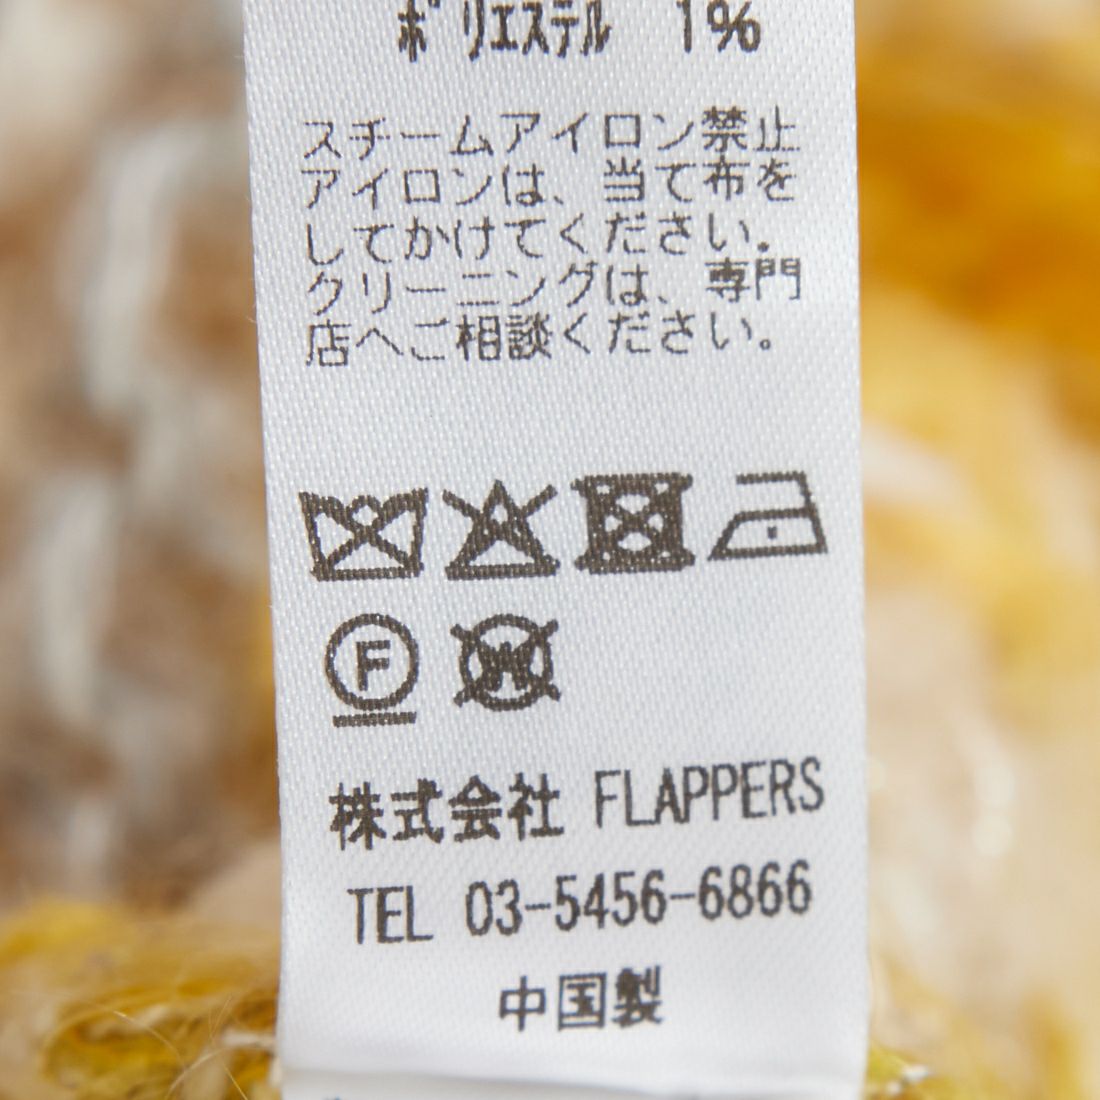 ポリエステル 1%
スチームアイロン禁止
アイロンは、当て布を
してかけてください。
クリーニングは、専門
店へご相談ください。
F W
株式会社 FLAPPERS
TEL 03-5456-6866
中国製